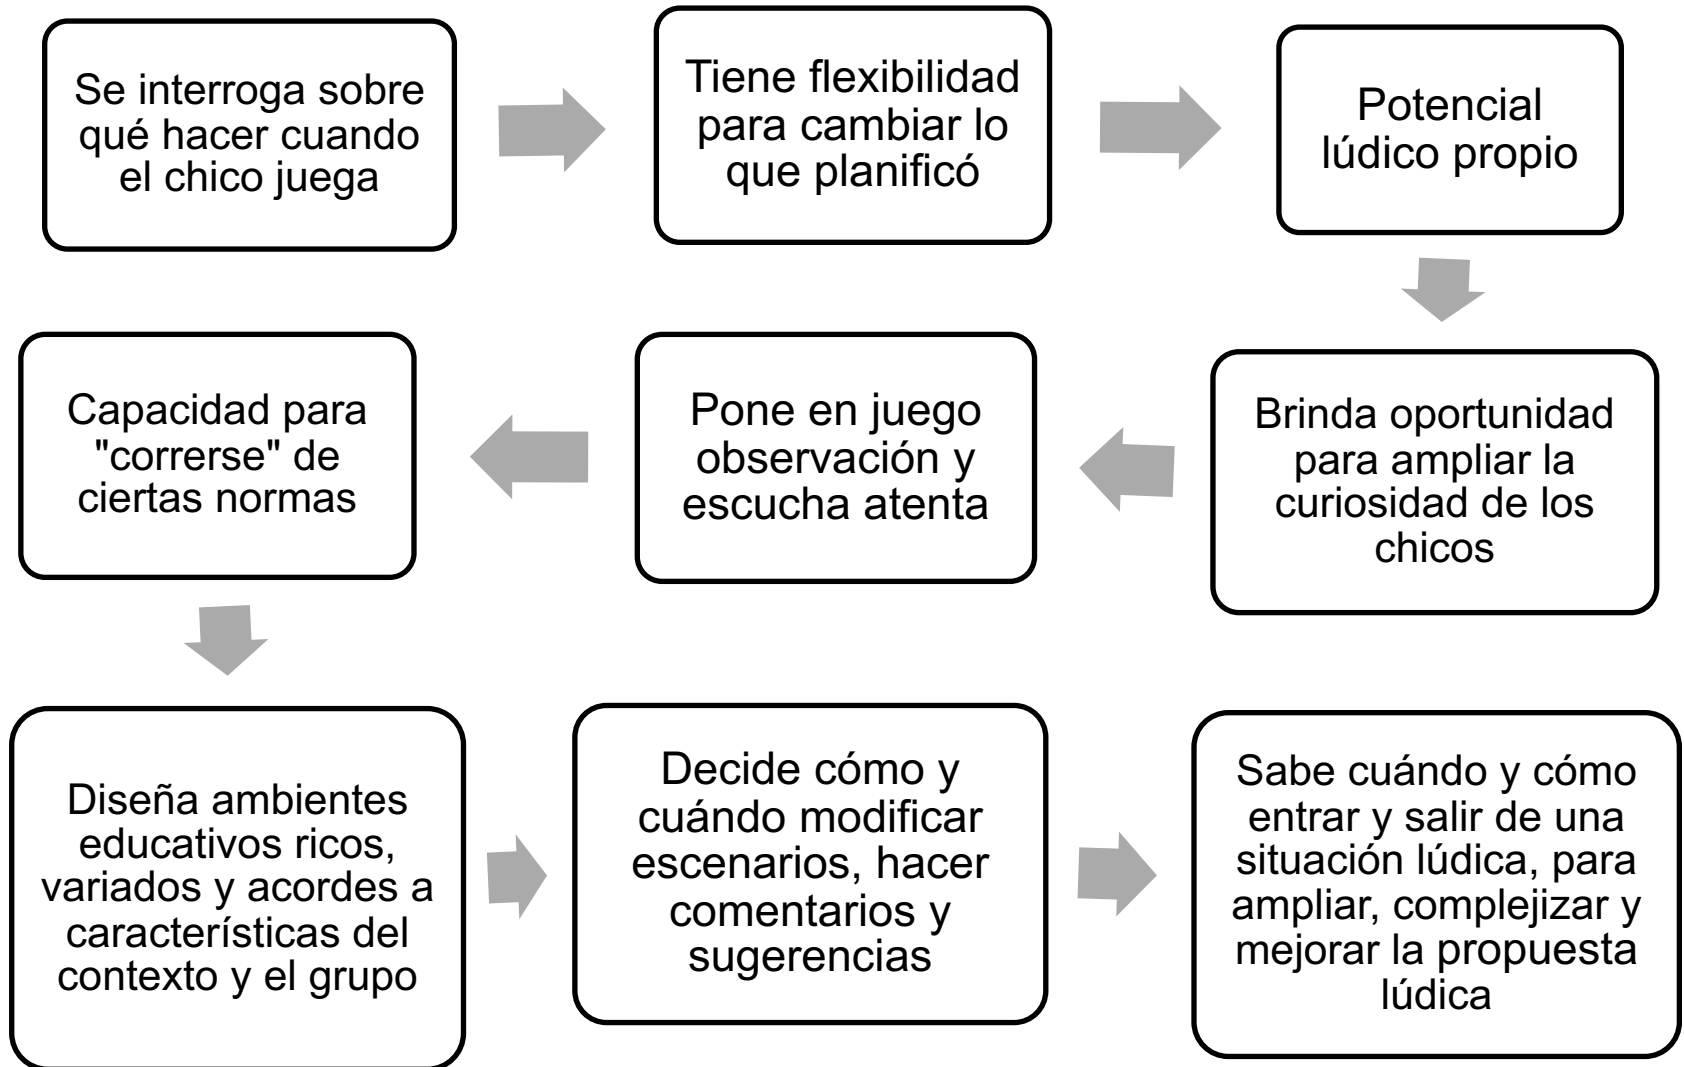 Se interroga sobre
qué hacer cuando
el chico juega
Tiene flexibilidad
para cambiar lo
que planificó
Potencial
lúdico propio
Brinda oportunidad
para ampliar la
curiosidad de los
chicos
Pone en juego
observación y
escucha atenta
Capacidad para
"correrse" de
ciertas normas
Diseña ambientes
educativos ricos,
variados y acordes a
características del
contexto y el grupo
Decide cómo y
cuándo modificar
escenarios, hacer
comentarios y
sugerencias
Sabe cuándo y cómo
entrar y salir de una
situación lúdica, para
ampliar, complejizar y
mejorar la propuesta
lúdica